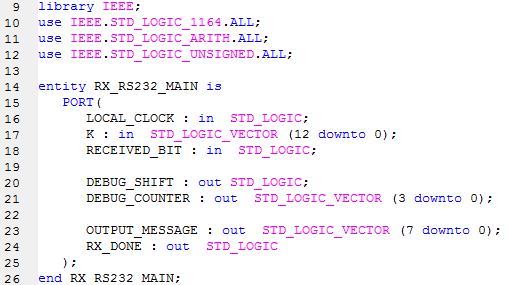 9 library IEEE;
10 use IEEE.STD_LOGIC_1164.ALL;
11 use IEEE.STD_LOGIC_ARITH.ALL;
12 use IEEE.STD_LOGIC_UNSIGNED.ALL;
13
14 entity RX_RS232_MAIN is
15 PORT(
16 LOCAL_CLOCK : in STD_LOGIC;
17 K : in STD_LOGIC_VECTOR (12 downto 0);
18 RECEIVED_BIT : in STD_LOGIC;
19
20 DEBUG_SHIFT : out STD_LOGIC;
21 DEBUG_COUNTER : out STD_LOGIC_VECTOR (3 downto 0);
22
23 OUTPUT_MESSAGE : out STD_LOGIC_VECTOR (7 downto 0);
24 RX_DONE : out STD_LOGIC
25 );
26 end RX_RS232_MAIN;